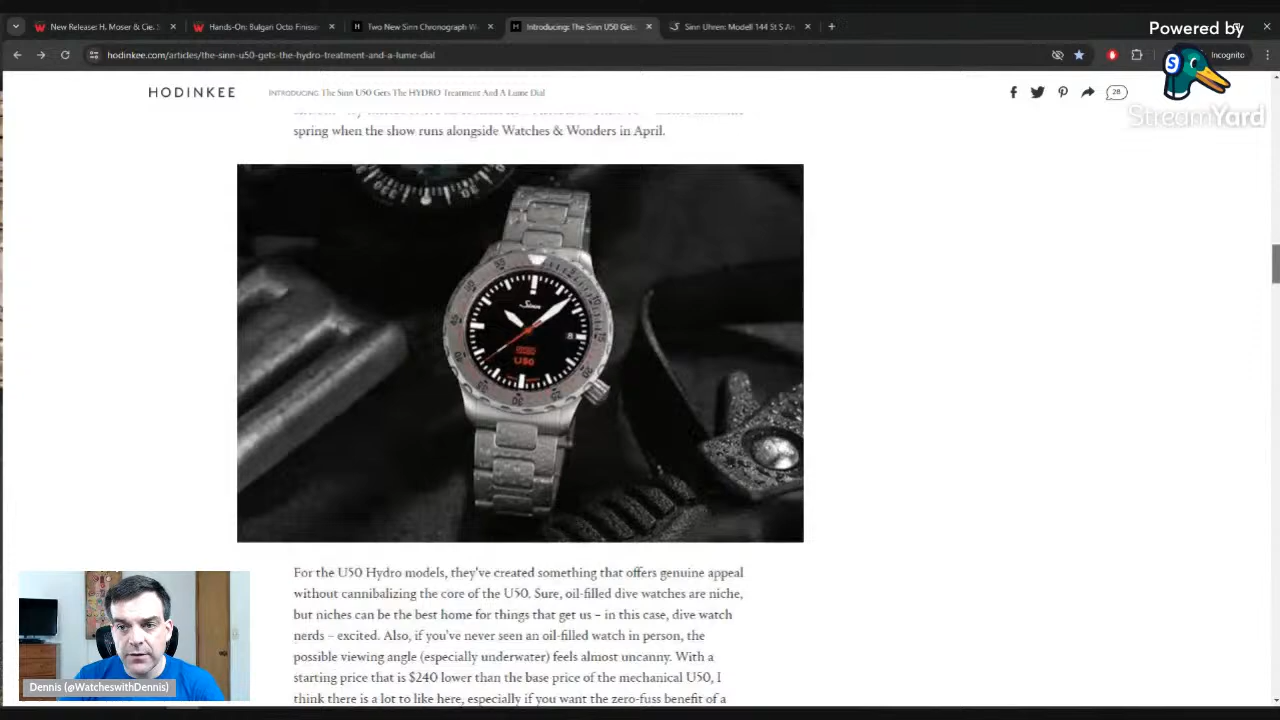 New Release: H. Moser & Cie. S
Hands-On: Bulgari Octo Finissim
Two New Sinn Chronograph W
Introducing: The Sinn U50 Gets
Sinn Uhren: Modell 144 St S An
Powered by
hodinkee.com/articles/the-sinn-u50-gets-the-hydro-treatment-and-a-lume-dial
Incognito
StreamYard
HODINKEE
INTRODUCING The Sinn U50 Gets The HYDRO Treatment And A Lume Dial
28
spring when the show runs alongside Watches & Wonders in April.
Sinn
U50
For the U50 Hydro models, they've created something that offers genuine appeal
without cannibalizing the core of the U50. Sure, oil-filled dive watches are niche,
but niches can be the best home for things that get us – in this case, dive watch
nerds – excited. Also, if you've never seen an oil-filled watch in person, the
possible viewing angle (especially underwater) feels almost uncanny. With a
starting price that is $240 lower than the base price of the mechanical U50, I
think there is a lot to like here, especially if you want the zero-fuss benefit of a
Dennis (@WatcheswithDennis)